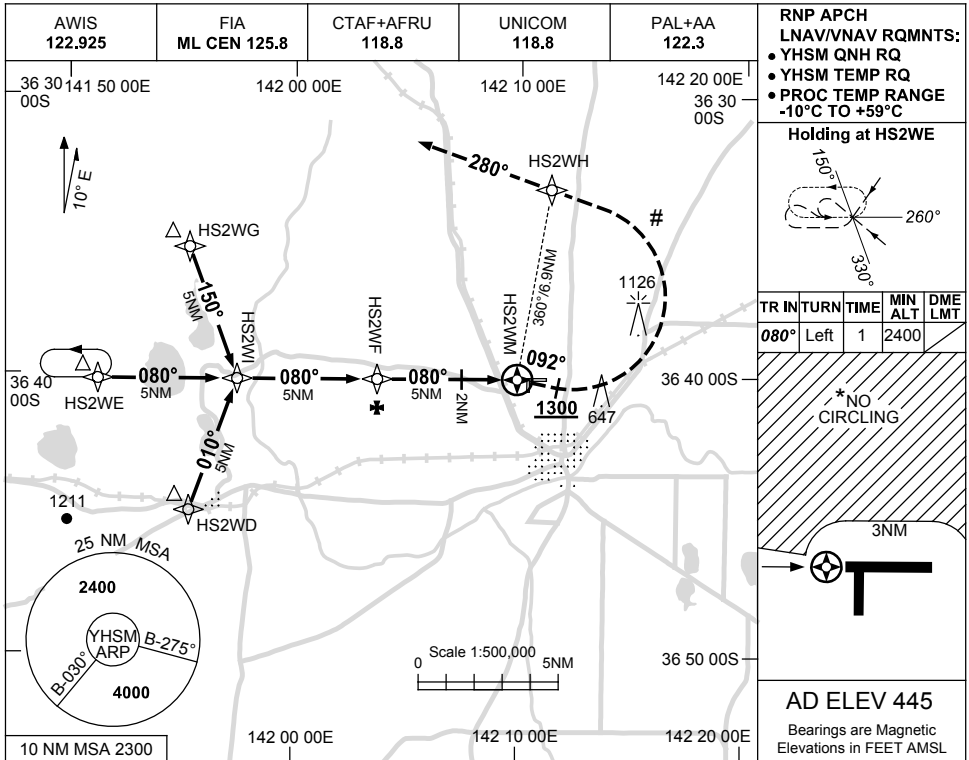 AWIS
122.925
FIA
ML CEN 125.8
CTAF+AFRU
118.8
UNICOM
118.8
PAL+AA
122.3
RNP APCH
LNAV/VNAV RQMNTS:
• YHSM QNH RQ
• YHSM TEMP RQ
• PROC TEMP RANGE
-10°C TO +59°C
36 30
00S
141 50 00E
142 00 00E
142 10 00E
142 20 00E
36 30
00S
10° E
280°
HS2WH
#
HS2WG
150°
5NM
HS2WI
HS2WF
HS2WM
360°/6.9NM
1126
092°
1300
647
36 40
00S
HS2WE
080°
5NM
080°
5NM
080°
5NM
2NM
36 40 00S
010°
5NM
HS2WD
1211
25 NM MSA
2400
YHSM
ARP
B-275°
B-030°
4000
Scale 1:500,000
0
5NM
36 50 00S
10 NM MSA 2300
142 00 00E
142 10 00E
142 20 00E
Holding at HS2WE
150°
260°
330°
TR IN
TURN
TIME
MIN
ALT
DME
LMT
080°
Left
1
2400
*NO
CIRCLING
3NM
AD ELEV 445
Bearings are Magnetic
Elevations in FEET AMSL